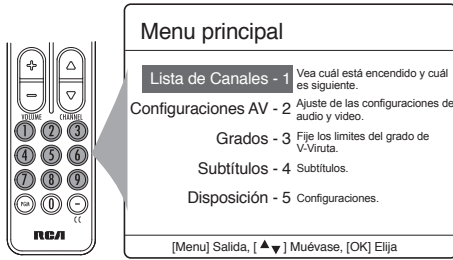 Menu principal
Lista de Canales - 1 Vea cuál está encendido y cuál
es siguiente.
Configuraciones AV - 2 Ajuste de las configuraciones de
audio y video.
Grados - 3 Fije los limites del grado de
V-Viruta.
Subtítulos - 4 Subtítulos.
Disposición - 5 Configuraciones.
[Menu] Salida, [▲▼] Muévase, [OK] Elija
+ △
− ▽
VOLUME CHANNEL
1 2 3
4 5 6
7 8 9
PGM 0 −
CC
RCA